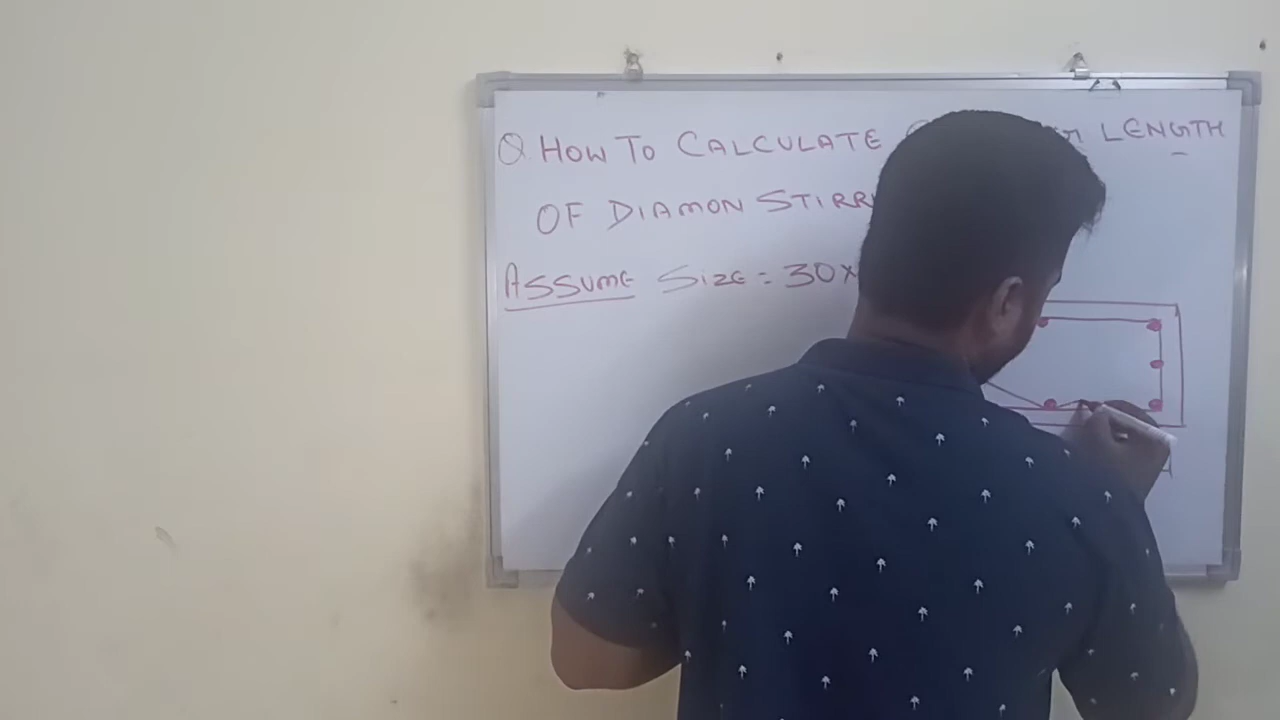 Q. HOW TO CALCULATE LENGTH
OF DIAMON STIRR
ASSUME SIZE = 30X